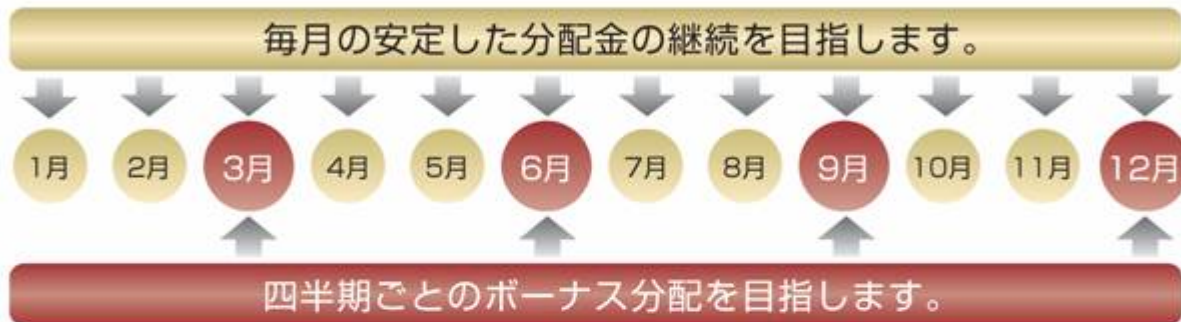 毎月の安定した分配金の継続を目指します。
1月 2月 3月 4月 5月 6月 7月 8月 9月 10月 11月 12月
四半期ごとのボーナス分配を目指します。